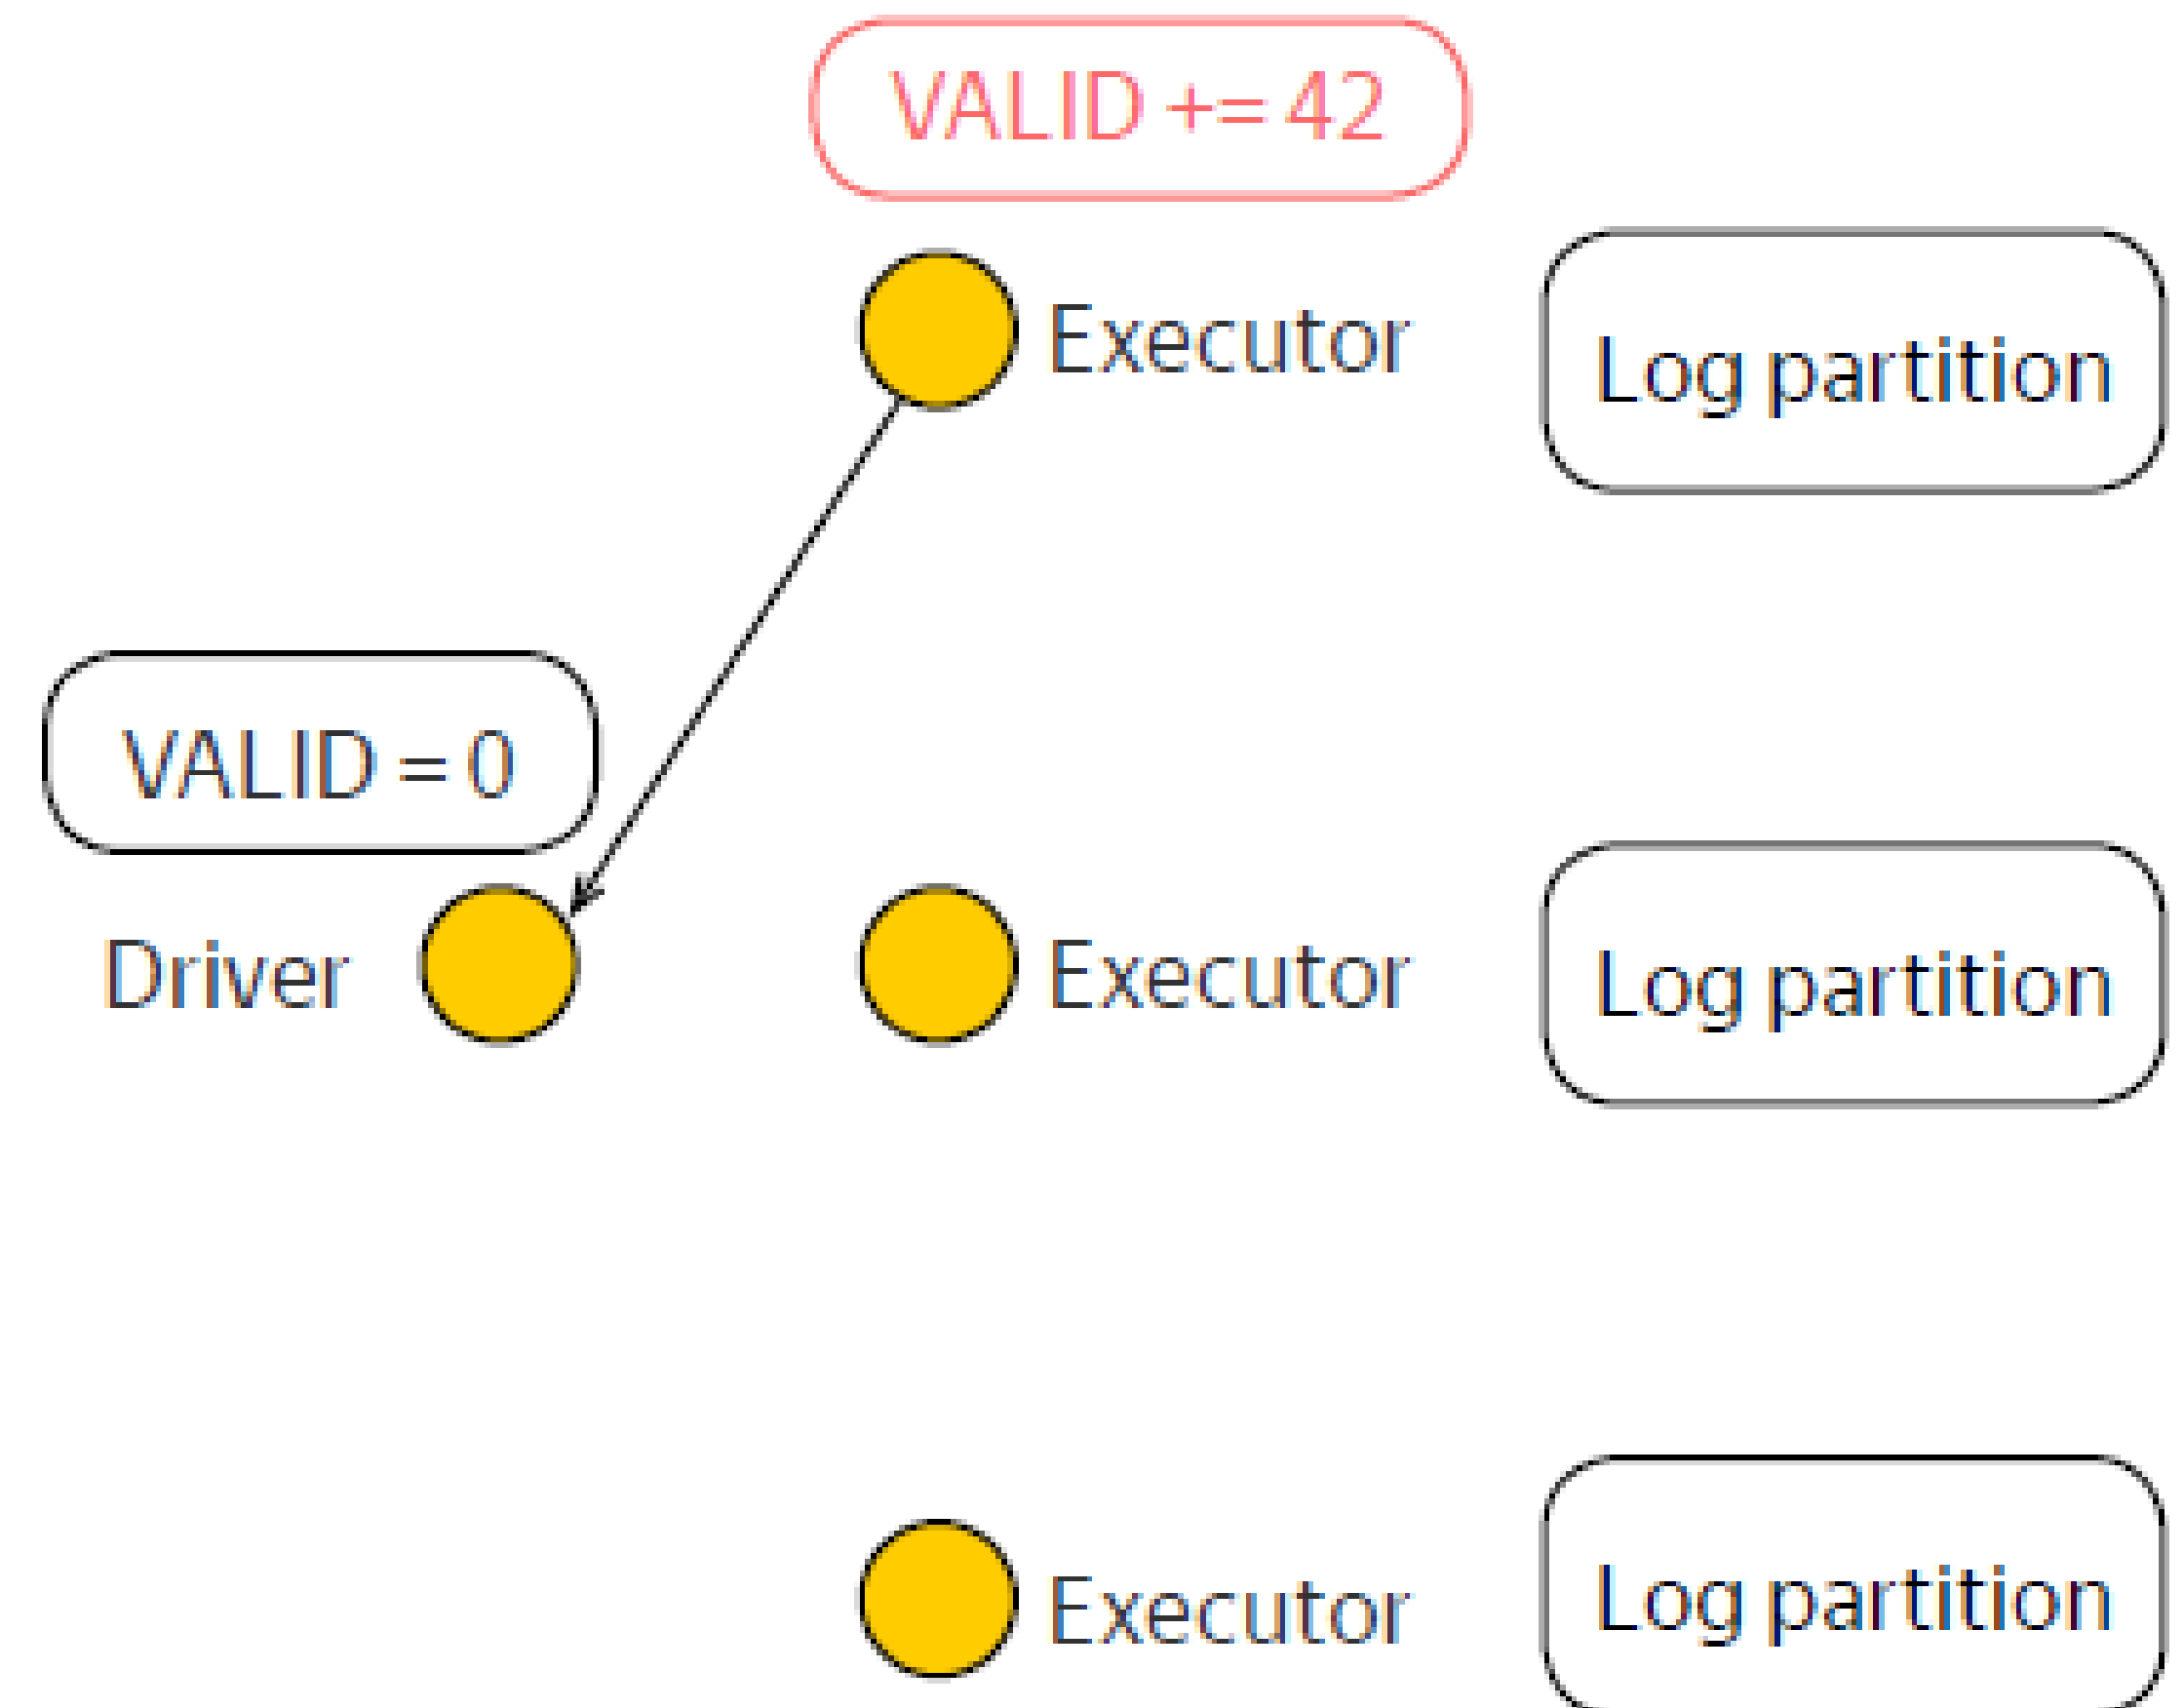 VALID += 42
Executor
Log partition
VALID = 0
Driver
Executor
Log partition
Executor
Log partition